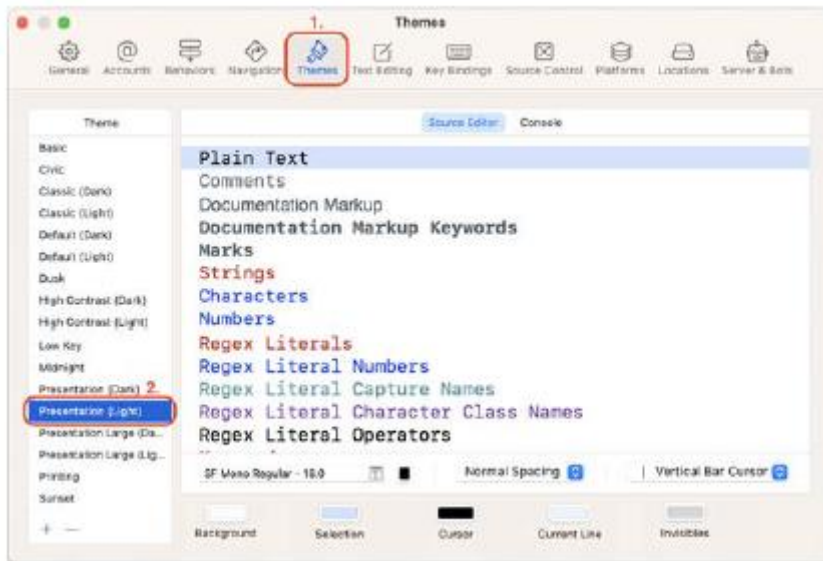 1.
Themes
General Accounts Behaviors Navigation Themes Text Editing Key Bindings Source Control Platforms Locations Server & Bots
Theme
Source Editor Console
Basic
Civic
Classic (Dark)
Classic (Light)
Default (Dark)
Default (Light)
Dusk
High Contrast (Dark)
High Contrast (Light)
Low Key
Midnight
Presentation (Dark) 2.
Presentation (Light)
Presentation Large (Da...
Presentation Large (Lig...
Printing
Sunset
+ —
Plain Text
Comments
Documentation Markup
Documentation Markup Keywords
Marks
Strings
Characters
Numbers
Regex Literals
Regex Literal Numbers
Regex Literal Capture Names
Regex Literal Character Class Names
Regex Literal Operators
SF Mono Regular - 18.0 Normal Spacing Vertical Bar Cursor
Background Selection Cursor Current Line Invisibles